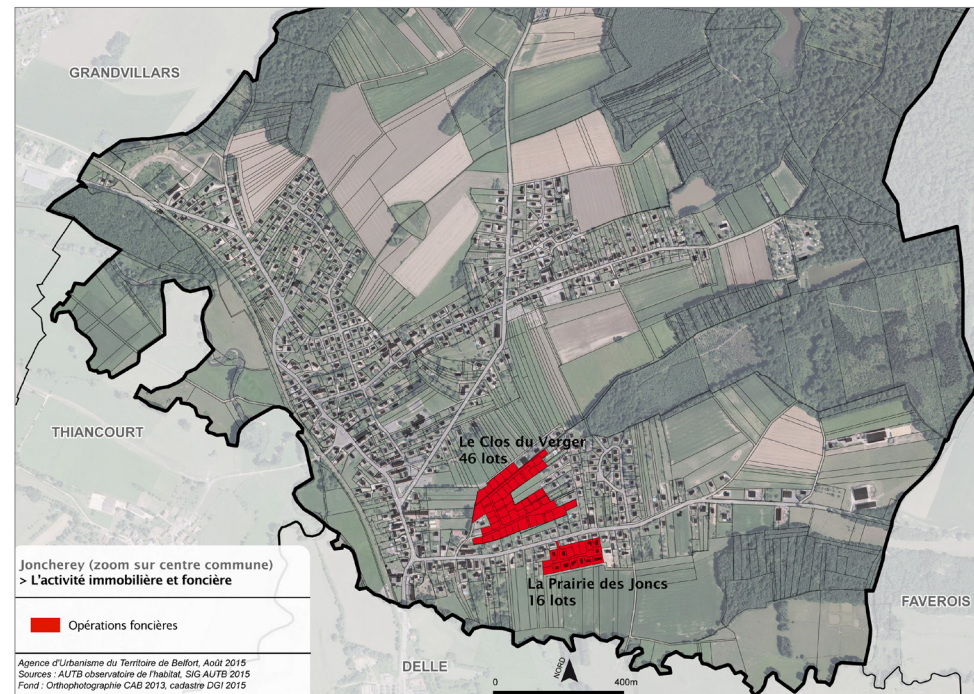 GRANDVILLARS
THIANCOURT
Le Clos du Verger
46 lots
La Prairie des Joncs
16 lots
FAVEROIS
DELLE
Joncherey (zoom sur centre commune)
> L'activité immobilière et foncière
Opérations foncières
Agence d'Urbanisme du Territoire de Belfort, Août 2015
Sources : AUTB observatoire de l'habitat, SIG AUTB 2015
Fond : Orthophotographie CAB 2013, cadastre DGI 2015
NORD
0 400m